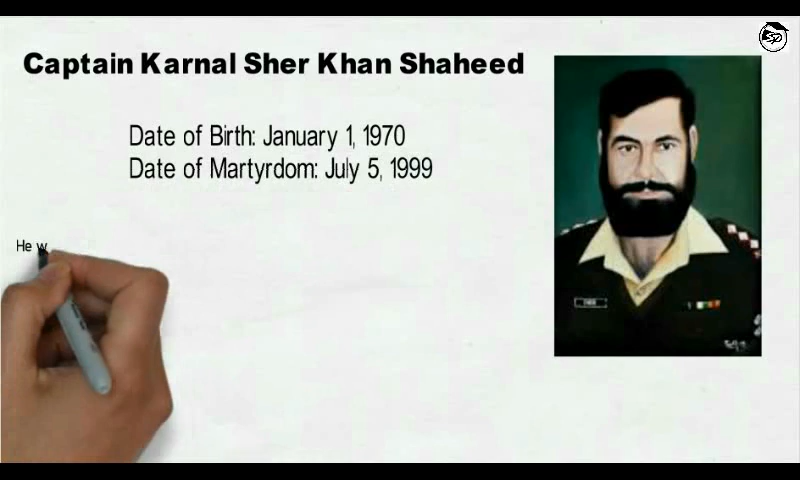 Captain Karnal Sher Khan Shaheed
Date of Birth: January 1, 1970
Date of Martyrdom: July 5, 1999
He w